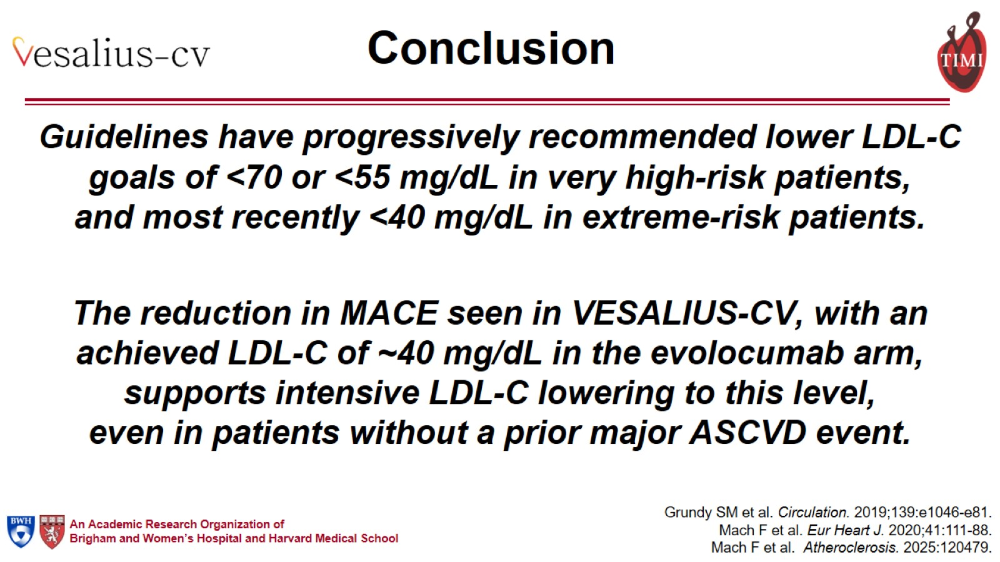 Vesalius-cv
Conclusion
TIMI
Guidelines have progressively recommended lower LDL-C
goals of <70 or <55 mg/dL in very high-risk patients,
and most recently <40 mg/dL in extreme-risk patients.
The reduction in MACE seen in VESALIUS-CV, with an
achieved LDL-C of ~40 mg/dL in the evolocumab arm,
supports intensive LDL-C lowering to this level,
even in patients without a prior major ASCVD event.
BWH
An Academic Research Organization of
Brigham and Women's Hospital and Harvard Medical School
Grundy SM et al. Circulation. 2019;139:e1046-e81.
Mach F et al. Eur Heart J. 2020;41:111-88.
Mach F et al. Atheroclerosis. 2025:120479.